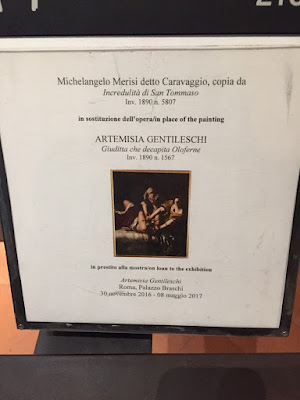 Michelangelo Merisi detto Caravaggio, copia da
Incredulità di San Tommaso
Inv. 1890 n. 5807
in sostituzione dell'opera/in place of the painting
ARTEMISIA GENTILESCHI
Giuditta che decapita Oloferne
Inv. 1890 n. 1567
in prestito alla mostra/on loan to the exhibition
Artemisia Gentileschi
Roma, Palazzo Braschi
30 novembre 2016 - 08 maggio 2017